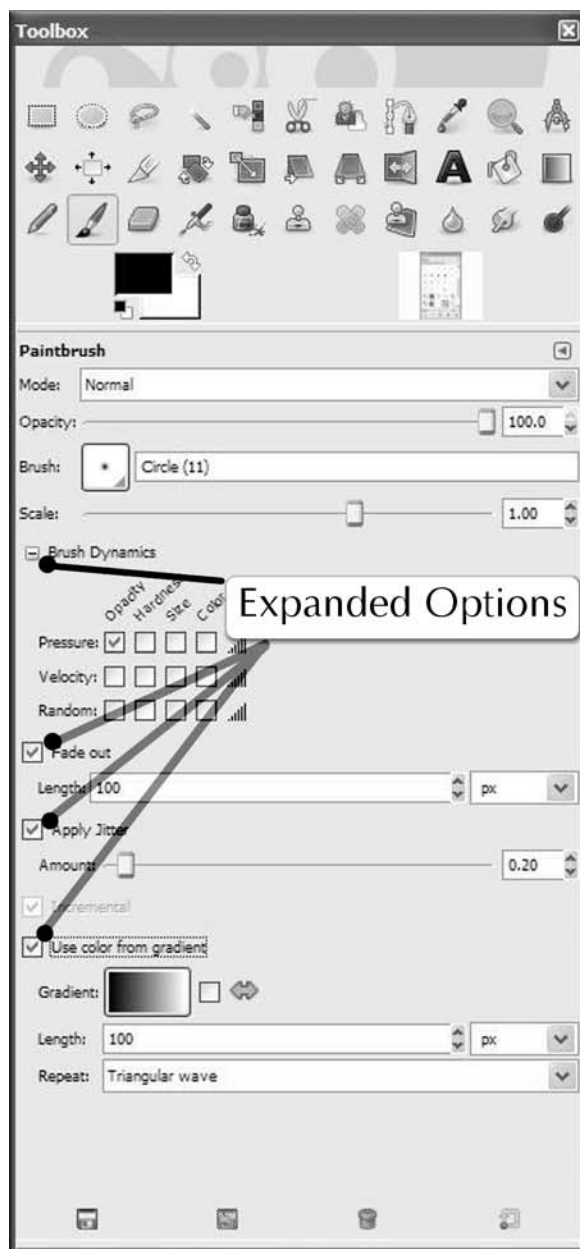 Toolbox
Paintbrush
Mode: Normal
Opacity: 100.0
Brush: Circle (11)
Scale: 1.00
Brush Dynamics
Opacity Hardness Size Color
Expanded Options
Pressure:
Velocity:
Random:
Fade out
Length: 100 px
Apply Jitter
Amount: 0.20
Incremental
Use color from gradient
Gradient:
Length: 100 px
Repeat: Triangular wave